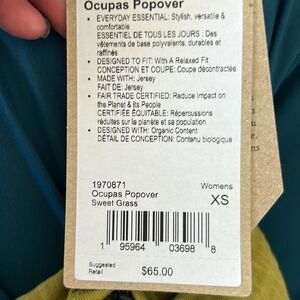 Ocupas Popover
• EVERYDAY ESSENTIAL: Stylish, versatile &
comfortable
ESSENTIEL DE TOUS LES JOURS : Des
vêtements de base polyvalents, durables et
raffinés
• DESIGNED TO FIT: With A Relaxed Fit
CONCEPTION ET COUPE: Coupe décontractée
• MADE WITH: Jersey
FAIT DE: Jersey
• FAIR TRADE CERTIFIED: Reduce Impact on
the Planet & its People
CERTIFIÉE ÉQUITABLE: Répercussions
réduites sur la planète et sa population
• DESIGNED WITH: Organic Content
DÉTAIL DE CONCEPTION: Contenu biologique
1970871
Womens
Ocupas Popover
XS
Sweet Grass
1 95964 03698 8
Suggested
Retail
$65.00